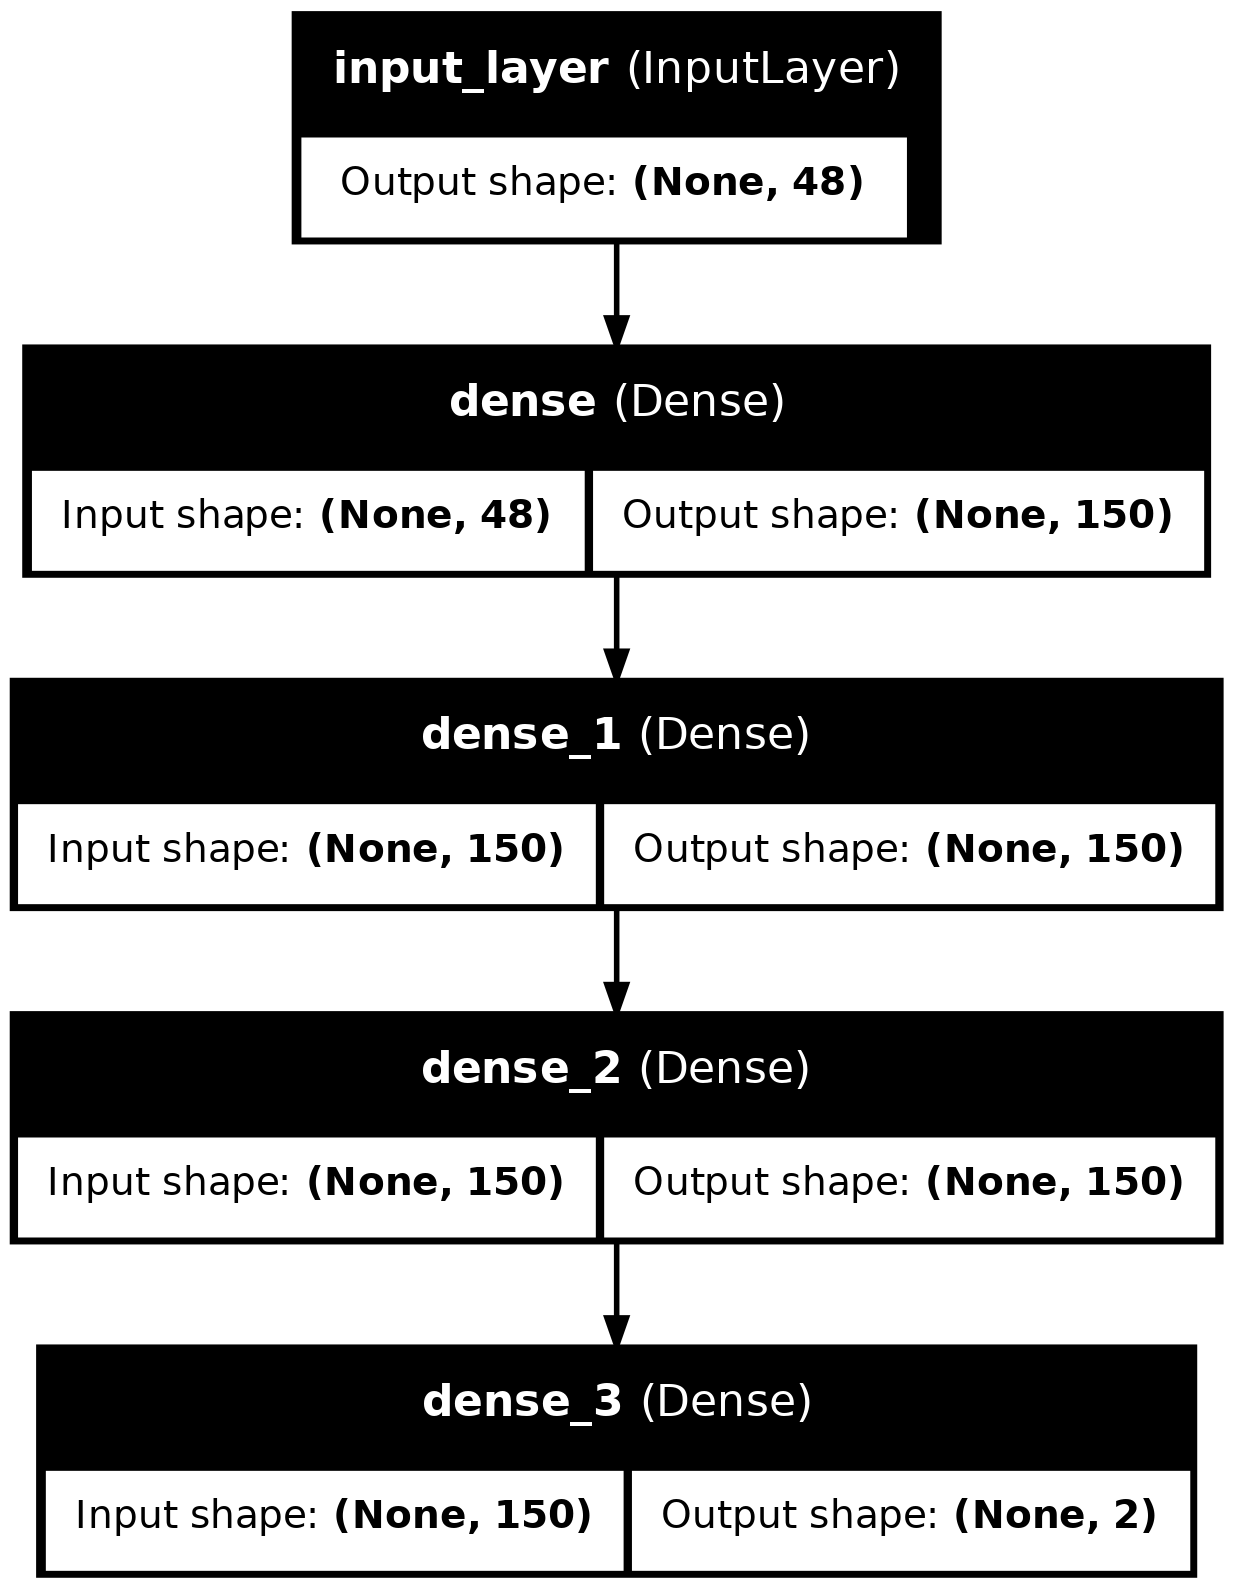 input_layer (InputLayer)
Output shape: (None, 48)
dense (Dense)
Input shape: (None, 48) Output shape: (None, 150)
dense_1 (Dense)
Input shape: (None, 150) Output shape: (None, 150)
dense_2 (Dense)
Input shape: (None, 150) Output shape: (None, 150)
dense_3 (Dense)
Input shape: (None, 150) Output shape: (None, 2)